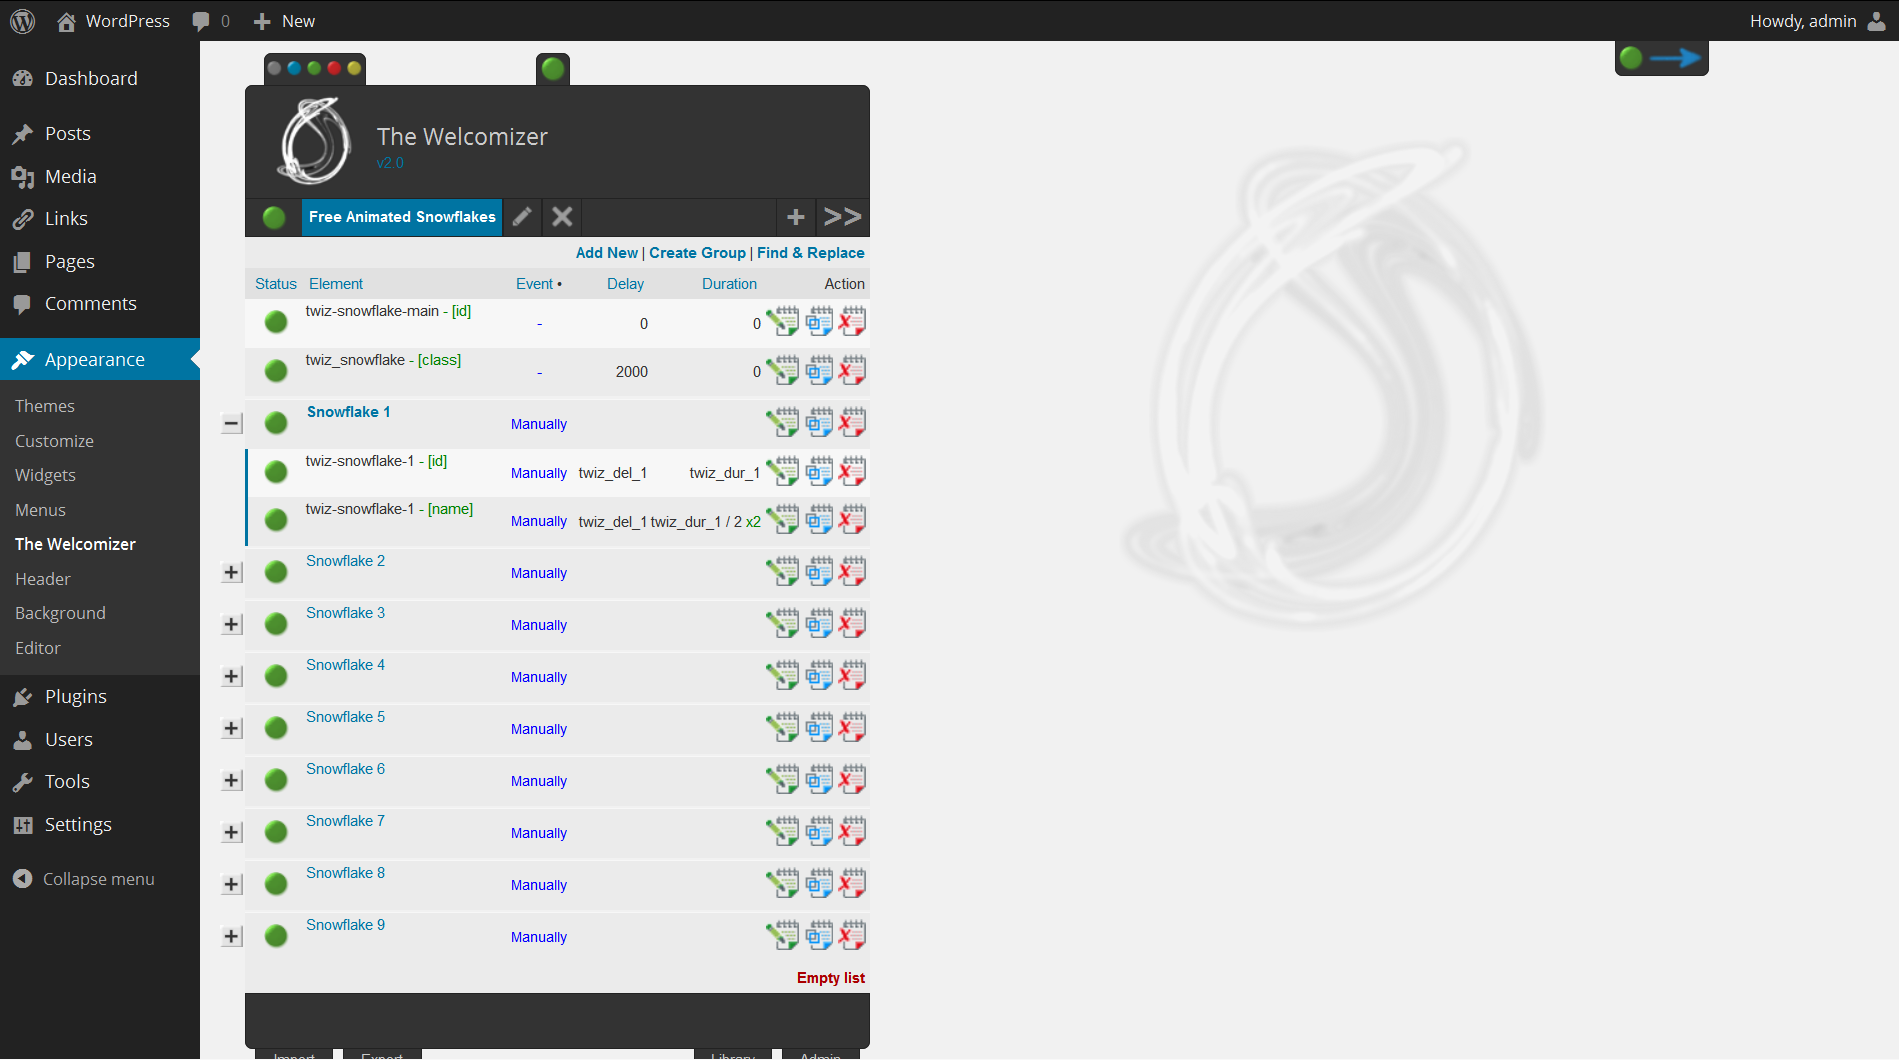 WordPress 0 New Howdy, admin
Dashboard
Posts
Media
Links
Pages
Comments
Appearance
Themes
Customize
Widgets
Menus
The Welcomizer
Header
Background
Editor
Plugins
Users
Tools
Settings
Collapse menu
The Welcomizer
v2.0
Free Animated Snowflakes + >>
Add New | Create Group | Find & Replace
Status Element Event • Delay Duration Action
twiz-snowflake-main - [id] - 0 0
twiz_snowflake - [class] - 2000 0
Snowflake 1 Manually
twiz-snowflake-1 - [id] Manually twiz_del_1 twiz_dur_1
twiz-snowflake-1 - [name] Manually twiz_del_1 twiz_dur_1 / 2 x2
Snowflake 2 Manually
Snowflake 3 Manually
Snowflake 4 Manually
Snowflake 5 Manually
Snowflake 6 Manually
Snowflake 7 Manually
Snowflake 8 Manually
Snowflake 9 Manually
Empty list
Import Export Library Admin